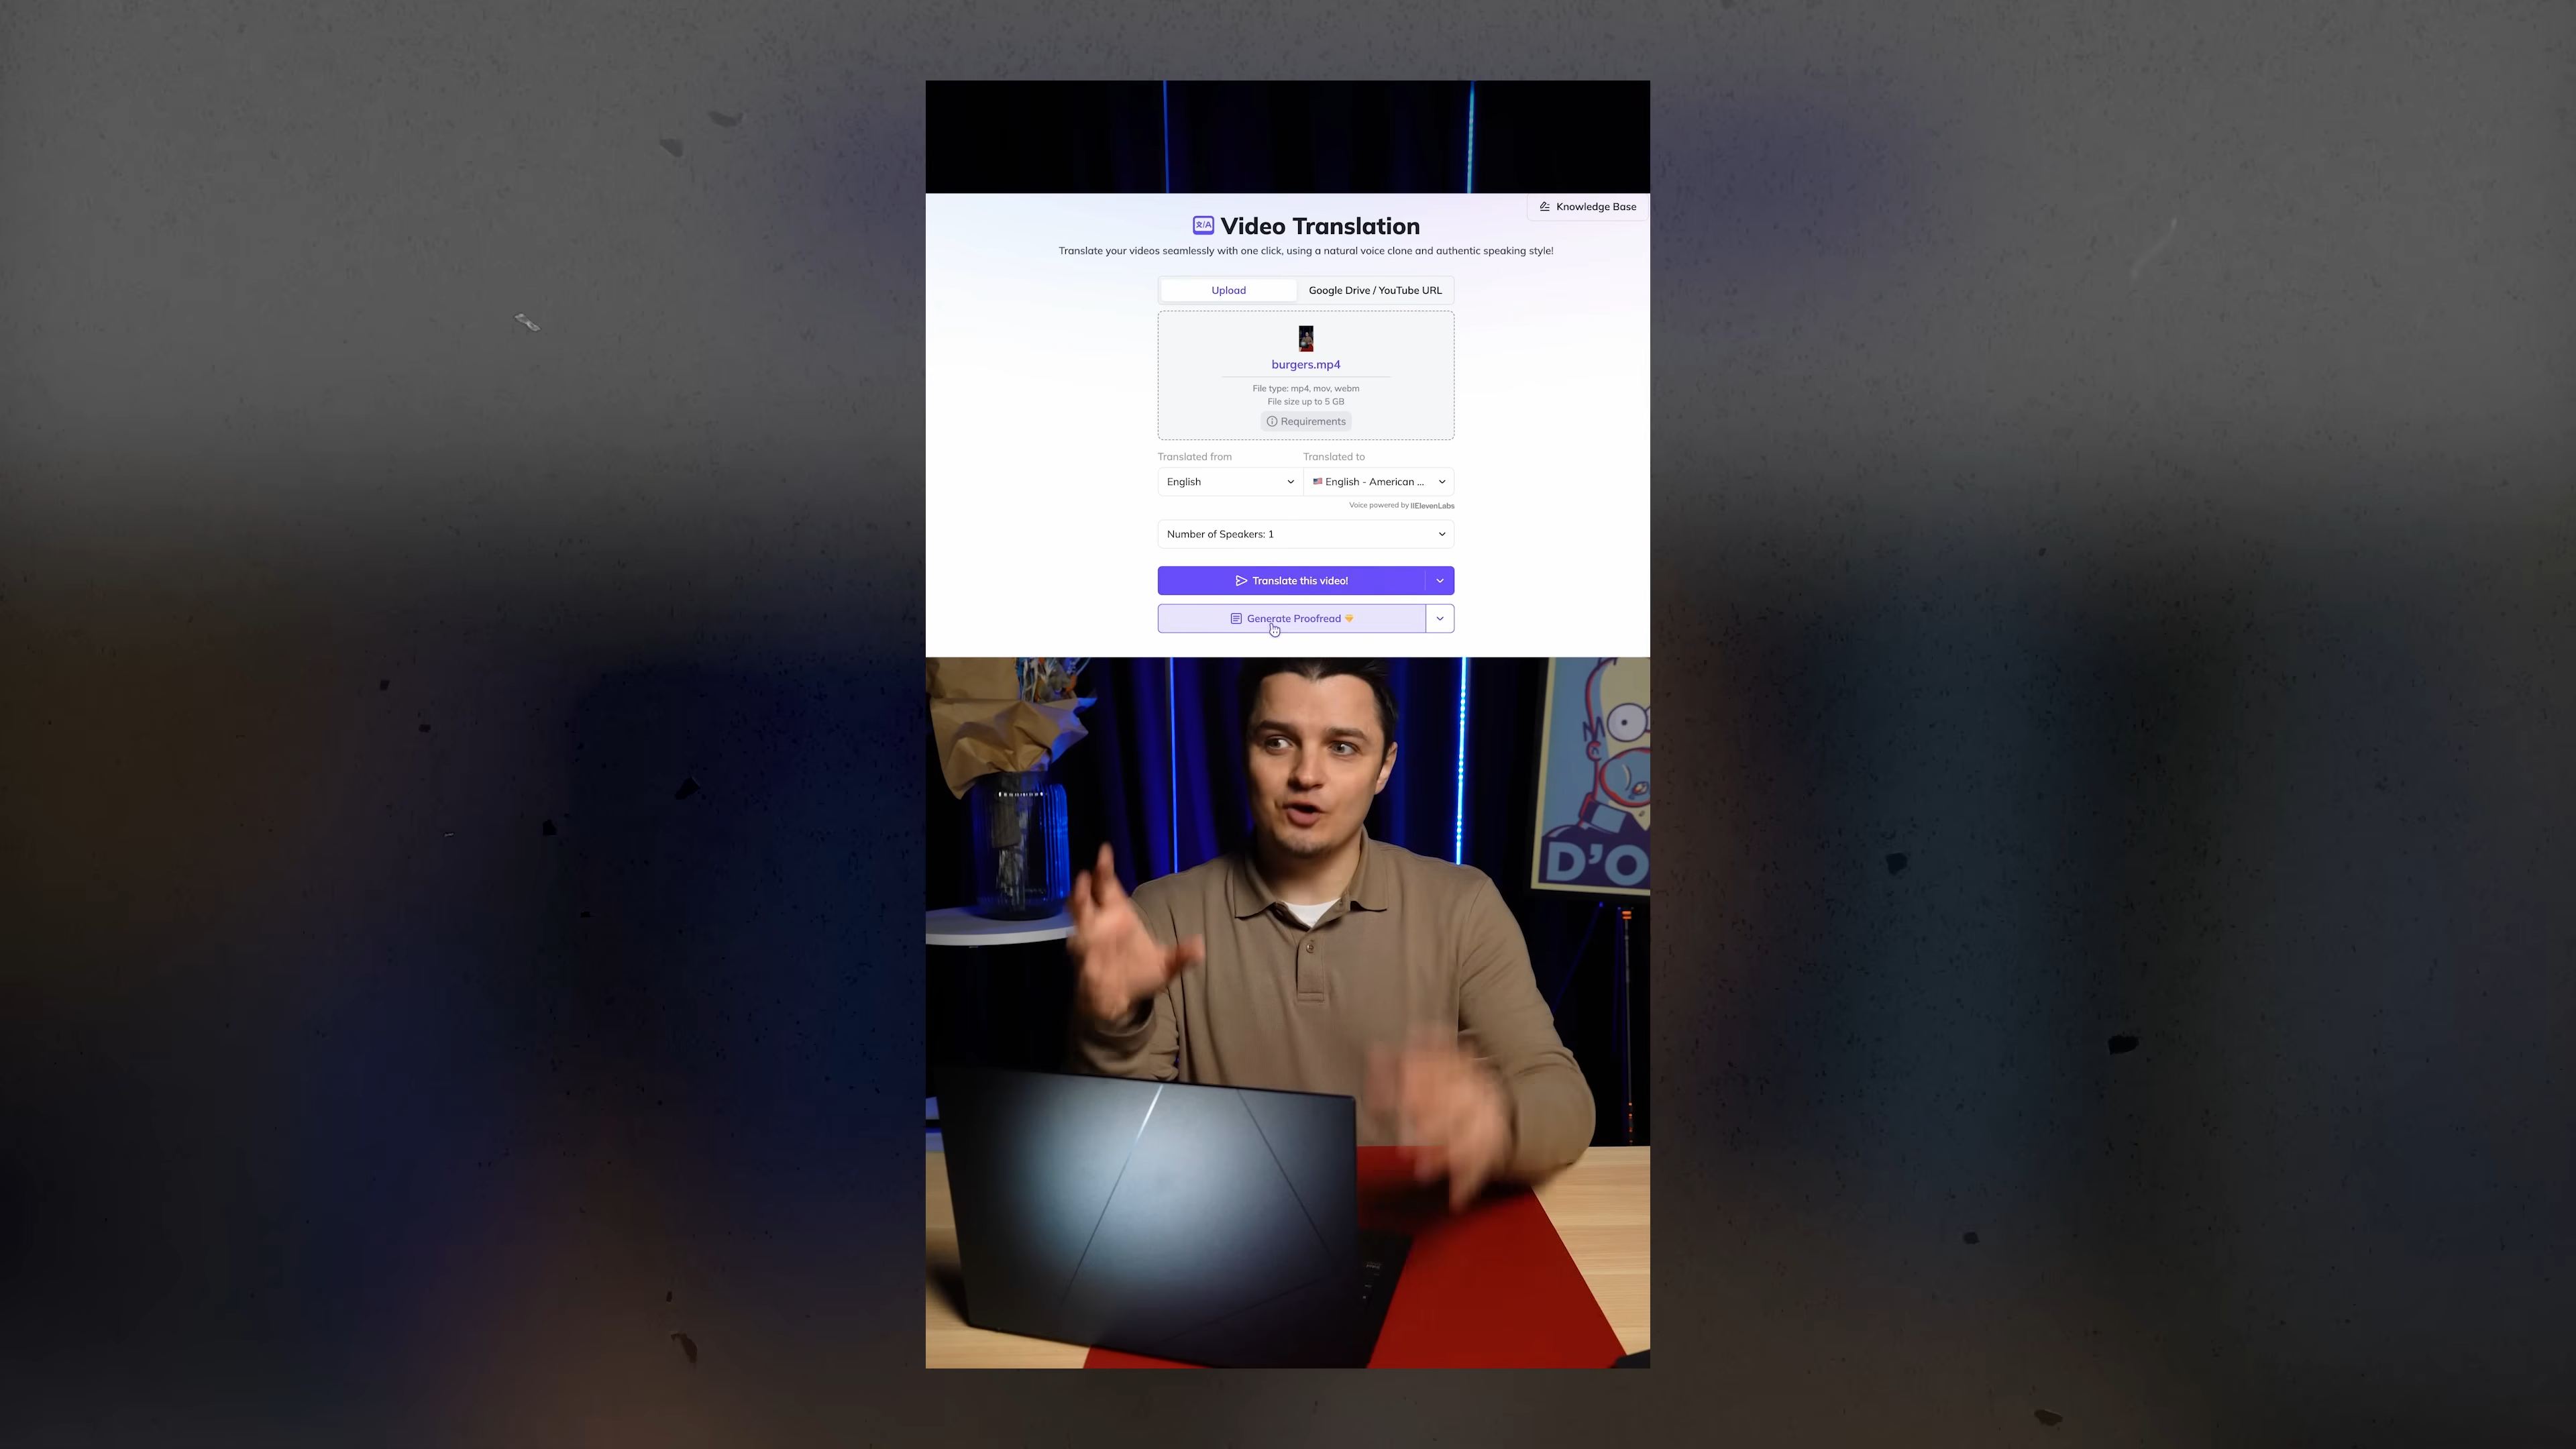 Knowledge Base
Video Translation
Translate your videos seamlessly with one click, using a natural voice clone and authentic speaking style!
Upload
Google Drive / YouTube URL
burgers.mp4
File type: mp4, mov, webm
File size up to 5 GB
Requirements
Translated from
Translated to
English
English - American ...
Voice powered by IIElevenLabs
Number of Speakers: 1
Translate this video!
Generate Proofread
D'O